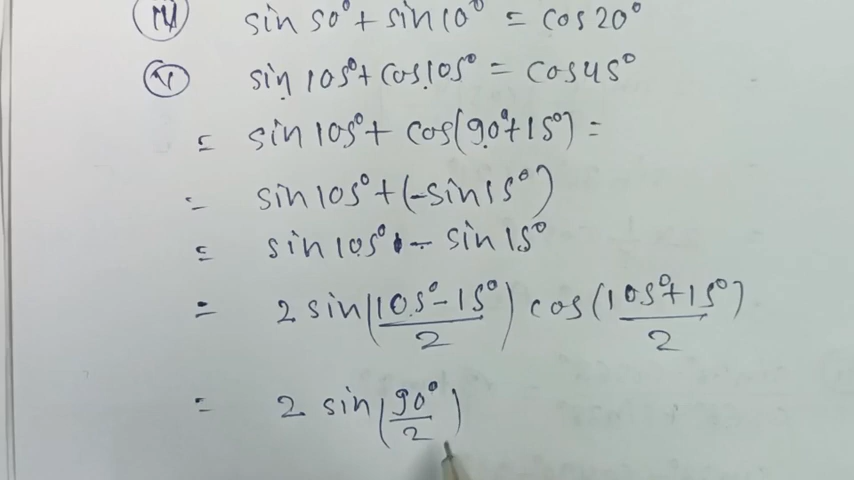 (iv) sin 50° + sin 10° = cos 20°
(v) sin 105° + cos 105° = cos 45°
= sin 105° + cos(90° + 15°) =
= sin 105° + (-sin 15°)
= sin 105° - sin 15°
= 2 sin((105° - 15°)/2) cos((105° + 15°)/2)
= 2 sin(90°/2)